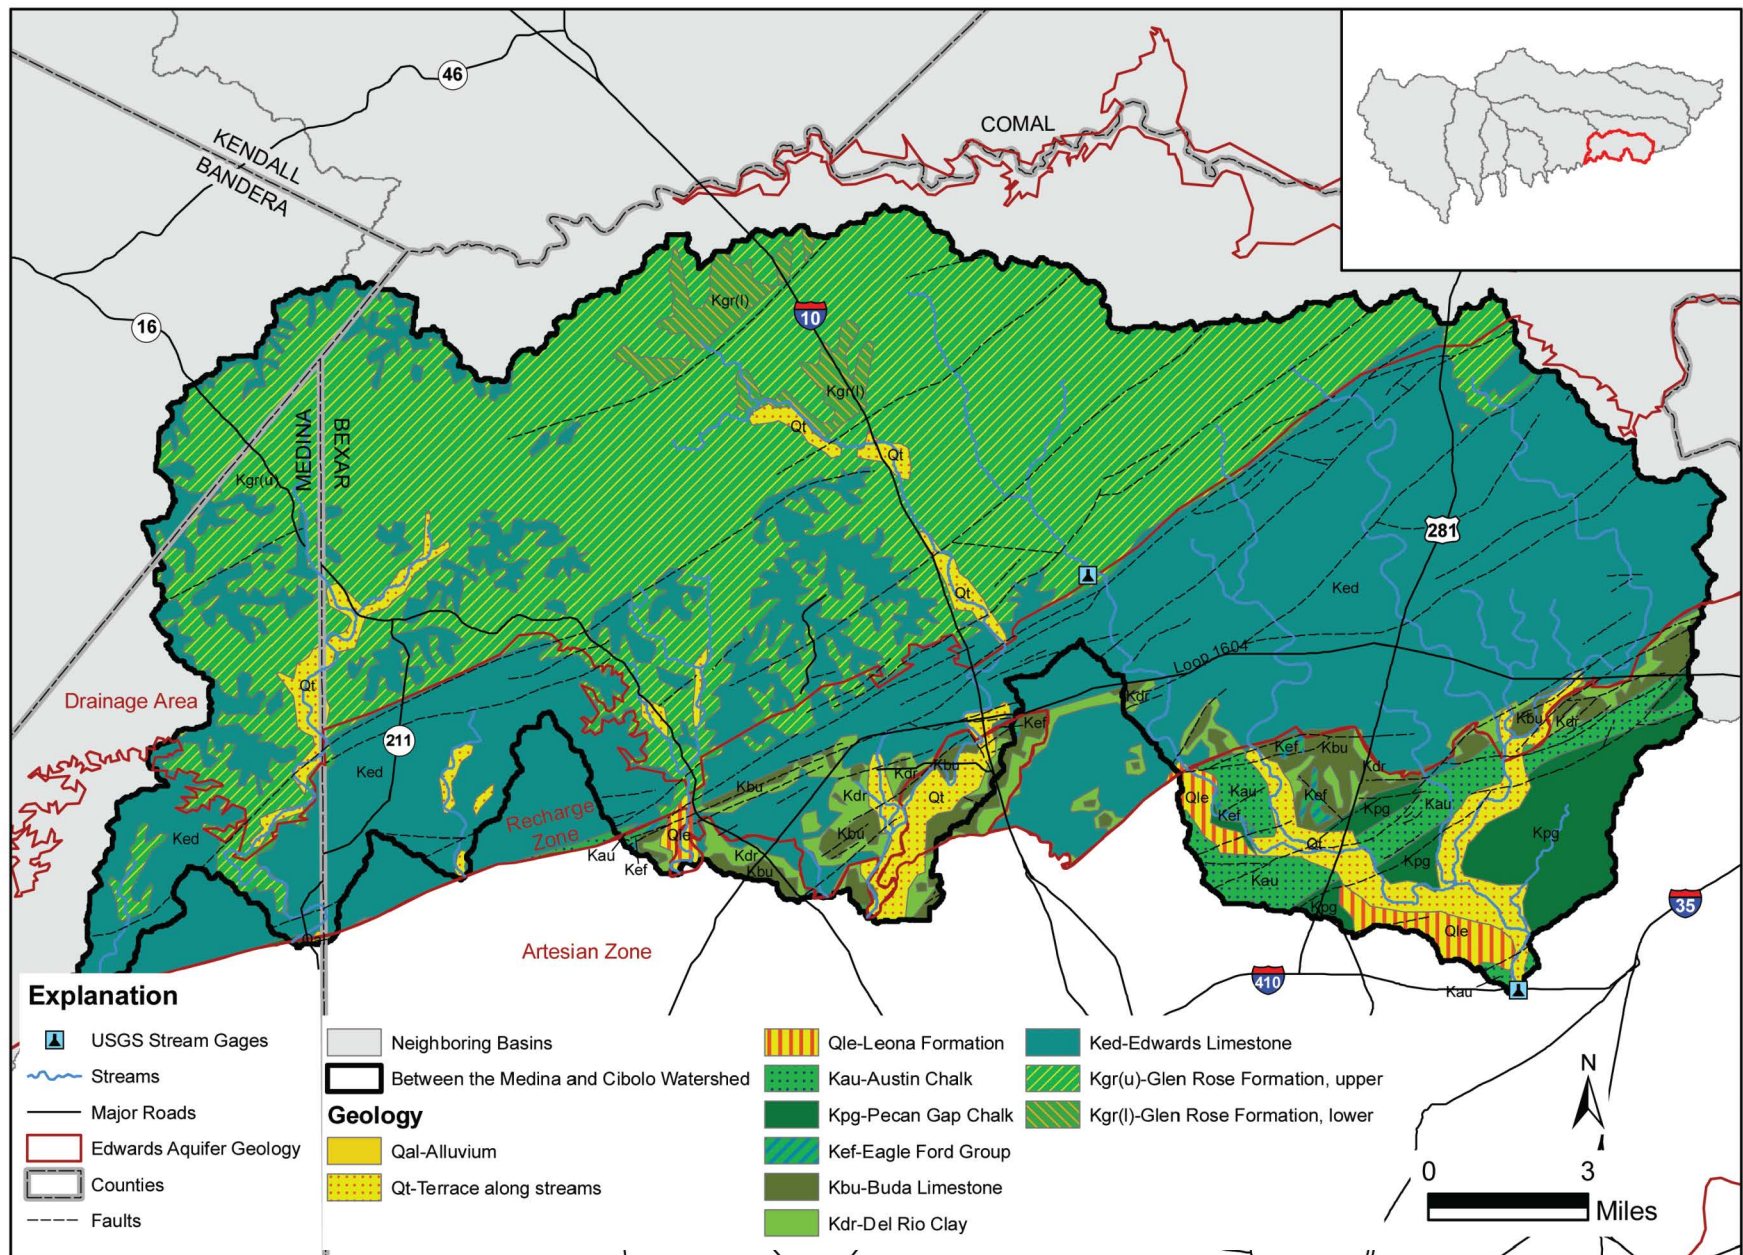 46
COMAL
KENDALL
BANDERA
16
Kgr(l)
10
Kgr(l)
Qt
Qt
MEDINA
BEXAR
Kgr(u)
281
Qt
Ked
Loop 1604
Qt
Drainage Area
Kdr
211
Kef
Kbu
Kdr
Ked
Kef
Kbu
Kdr
Kbu
Kdr
Kbu
Kdr
Qt
Qle
Kau
Kef
Kef
Kpg
Kau
Recharge
Zone
Ked
Qle
Kbu
Kpg
Kau
Kef
Kdr
Kbu
Qt
Kpg
Kau
Kpg
Qle
35
Qal
Artesian Zone
410
Kau
Explanation
USGS Stream Gages
Streams
Major Roads
Edwards Aquifer Geology
Counties
Faults
Neighboring Basins
Between the Medina and Cibolo Watershed
Geology
Qal-Alluvium
Qt-Terrace along streams
Qle-Leona Formation
Kau-Austin Chalk
Kpg-Pecan Gap Chalk
Kef-Eagle Ford Group
Kbu-Buda Limestone
Kdr-Del Rio Clay
Ked-Edwards Limestone
Kgr(u)-Glen Rose Formation, upper
Kgr(l)-Glen Rose Formation, lower
N
0 3
Miles